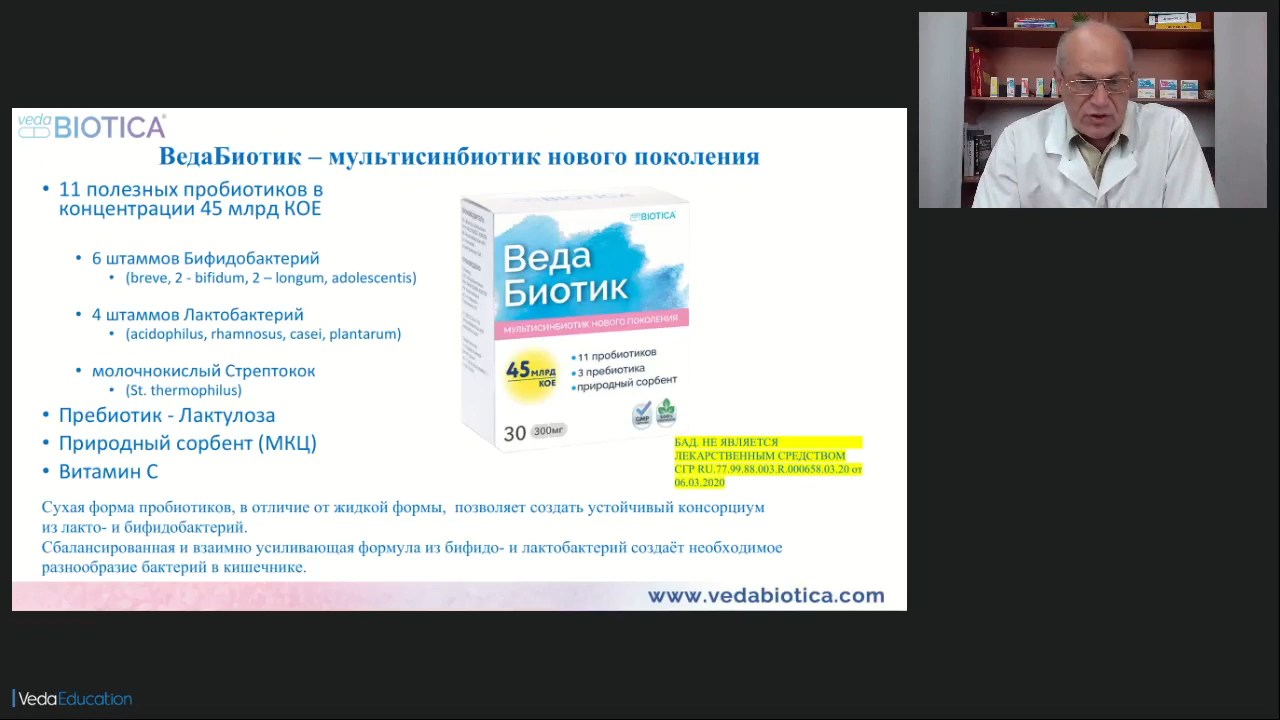 veda
BIOTICA®
ВедаБиотик – мультисинбиотик нового поколения
• 11 полезных пробиотиков в
концентрации 45 млрд КОЕ
• 6 штаммов Бифидобактерий
• (breve, 2 - bifidum, 2 – longum, adolescentis)
• 4 штаммов Лактобактерий
• (acidophilus, rhamnosus, casei, plantarum)
• молочнокислый Стрептокок
• (St. thermophilus)
• Пребиотик - Лактулоза
• Природный сорбент (МКЦ)
• Витамин С
BIOTICA
Веда
Биотик
МУЛЬТИСИНБИОТИК НОВОГО ПОКОЛЕНИЯ
45 МЛРД
КОЕ
• 11 пробиотиков
• 3 пребиотика
• природный сорбент
GMP
30 300мг
БАД. НЕ ЯВЛЯЕТСЯ
ЛЕКАРСТВЕННЫМ СРЕДСТВОМ
СГР RU.77.99.88.003.R.000658.03.20 от
06.03.2020
Сухая форма пробиотиков, в отличие от жидкой формы, позволяет создать устойчивый консорциум
из лакто- и бифидобактерий.
Сбалансированная и взаимно усиливающая формула из бифидо- и лактобактерий создаёт необходимое
разнообразие бактерий в кишечнике.
www.vedabiotica.com
VedaEducation